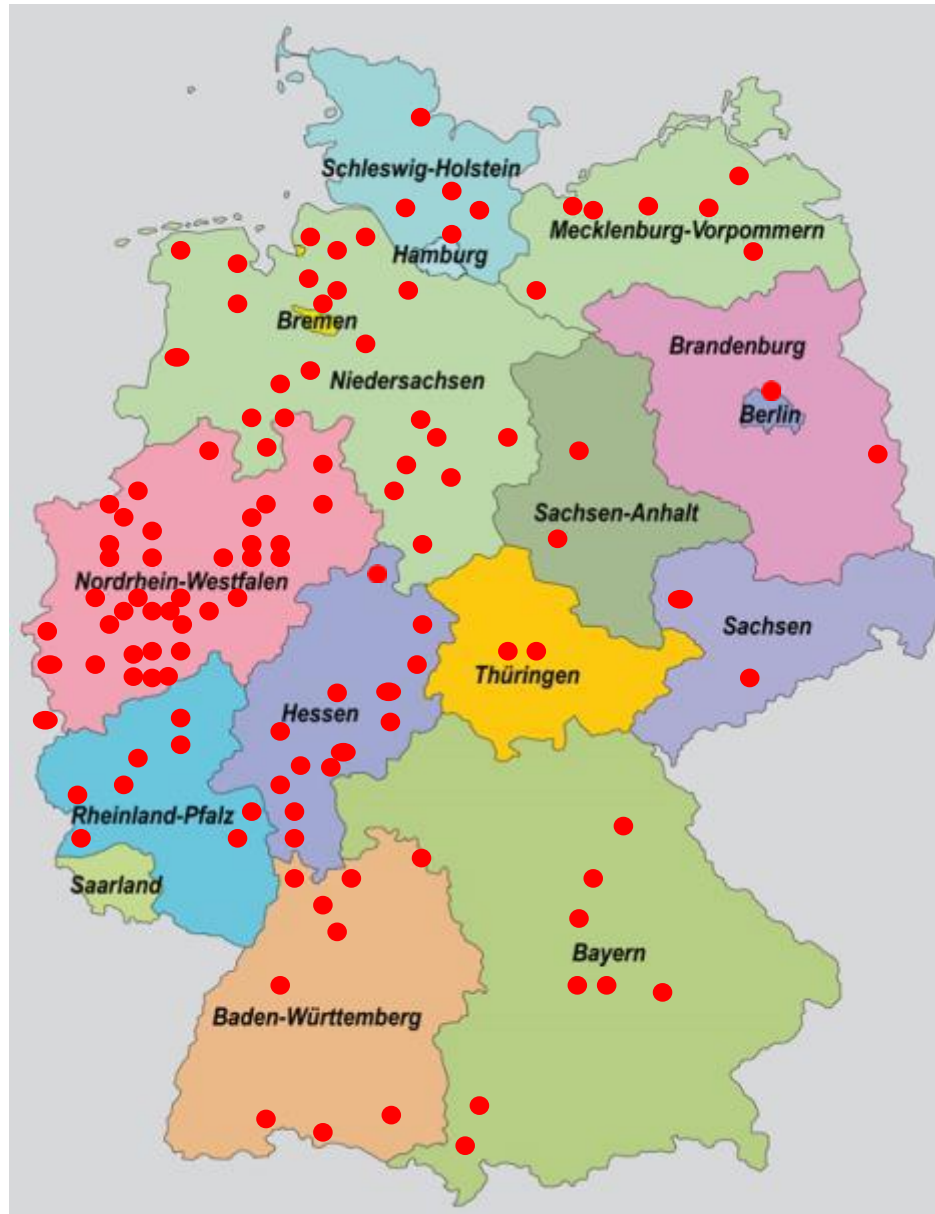 Schleswig-Holstein
Mecklenburg-Vorpommern
Hamburg
Bremen
Brandenburg
Niedersachsen
Berlin
Sachsen-Anhalt
Nordrhein-Westfalen
Sachsen
Thüringen
Hessen
Rheinland-Pfalz
Saarland
Bayern
Baden-Württemberg